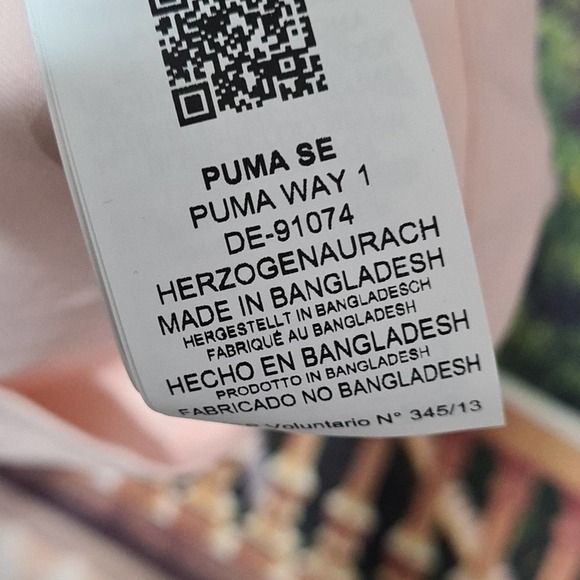 PUMA SE
PUMA WAY 1
DE-91074
HERZOGENAURACH
MADE IN BANGLADESH
HERGESTELLT IN BANGLADESCH
FABRIQUÉ AU BANGLADESH
HECHO EN BANGLADESH
PRODOTTO IN BANGLADESH
FABRICADO NO BANGLADESH
Voluntario N° 345/13